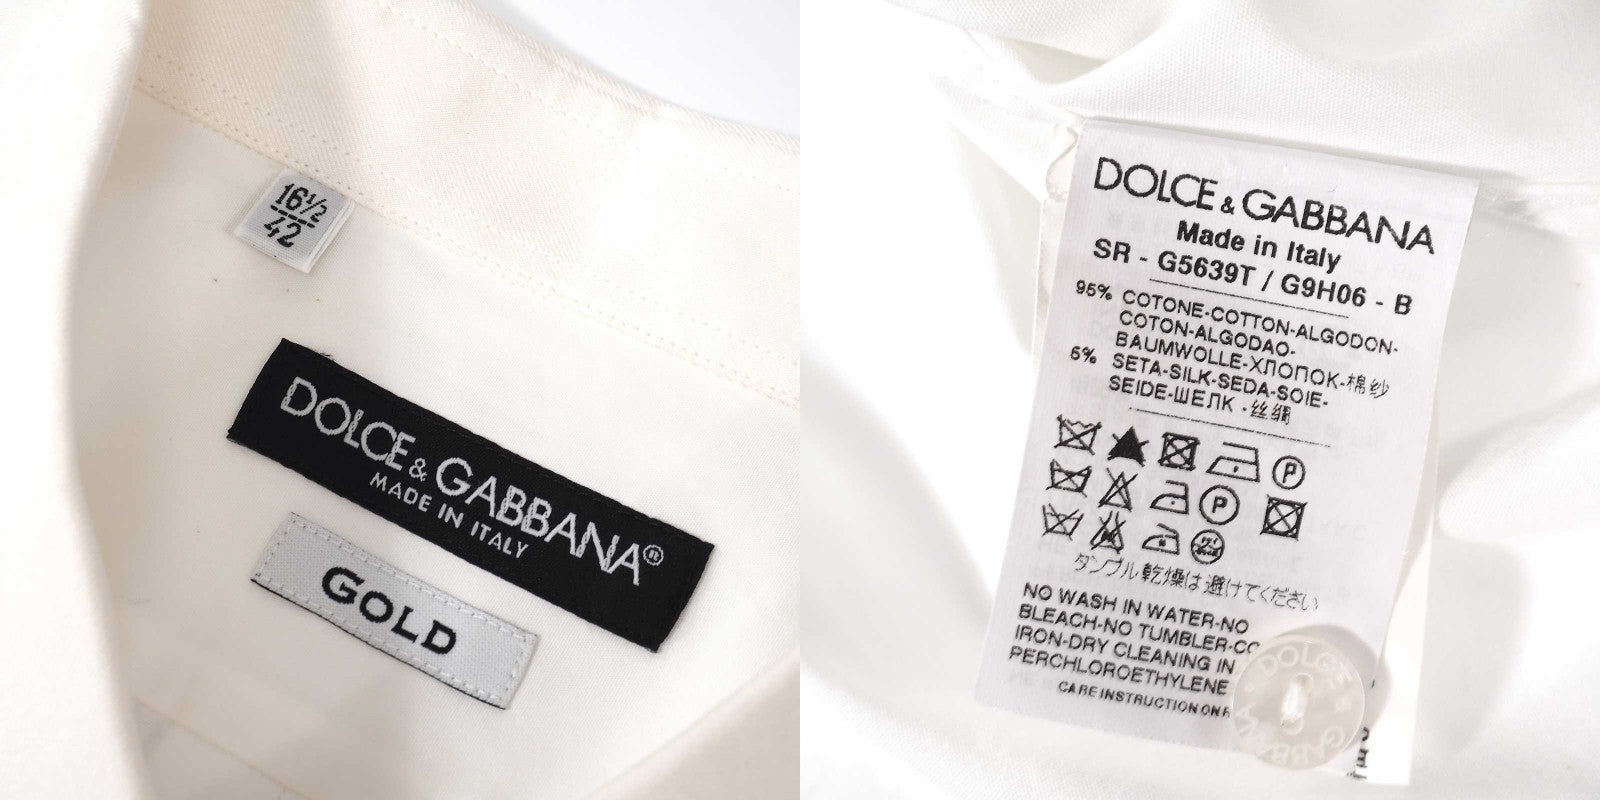 16½
42
DOLCE & GABBANA®
MADE IN ITALY
GOLD
DOLCE & GABBANA
Made in Italy
SR - G5639T / G9H06 - B
95% COTONE-COTTON-ALGODON-
COTON-ALGODAO-
BAUMWOLLE-ХЛОПОК-棉纱
5% SETA-SILK-SEDA-SOIE-
SEIDE-ШЕЛК -丝绸
P
P
タンブル乾燥は避けてください
NO WASH IN WATER-NO
BLEACH-NO TUMBLER-CO
IRON-DRY CLEANING IN
PERCHLOROETHYLENE
CARE INSTRUCTION ON
DOLCE & GABBANA